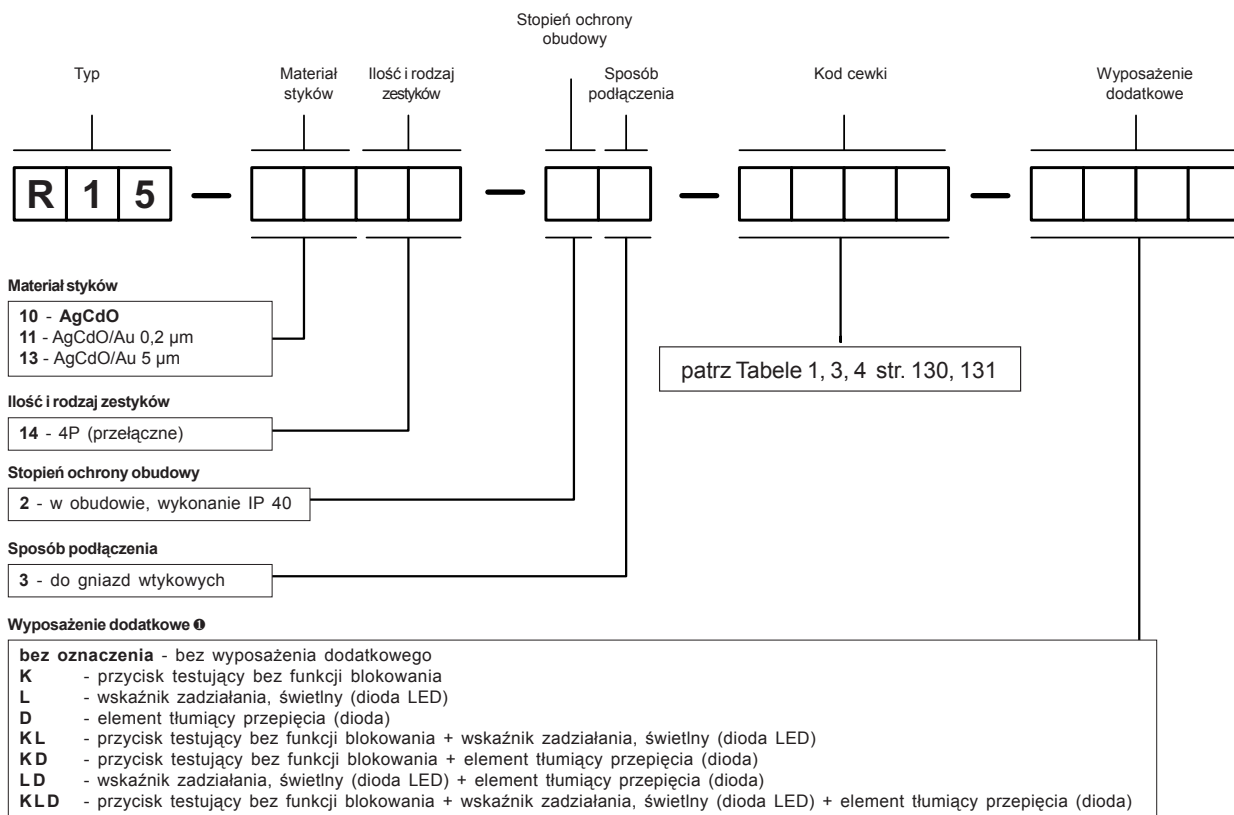 Stopień ochrony
obudowy
Typ
Materiał
styków
Ilość i rodzaj
zestyków
Sposób
podłączenia
Kod cewki
Wyposażenie
dodatkowe
R 1 5 — — — —
Materiał styków
10 - AgCdO
11 - AgCdO/Au 0,2 μm
13 - AgCdO/Au 5 μm
patrz Tabele 1, 3, 4 str. 130, 131
Ilość i rodzaj zestyków
14 - 4P (przełączne)
Stopień ochrony obudowy
2 - w obudowie, wykonanie IP 40
Sposób podłączenia
3 - do gniazd wtykowych
Wyposażenie dodatkowe ❶
bez oznaczenia - bez wyposażenia dodatkowego
K - przycisk testujący bez funkcji blokowania
L - wskaźnik zadziałania, świetlny (dioda LED)
D - element tłumiący przepięcia (dioda)
KL - przycisk testujący bez funkcji blokowania + wskaźnik zadziałania, świetlny (dioda LED)
KD - przycisk testujący bez funkcji blokowania + element tłumiący przepięcia (dioda)
LD - wskaźnik zadziałania, świetlny (dioda LED) + element tłumiący przepięcia (dioda)
KLD - przycisk testujący bez funkcji blokowania + wskaźnik zadziałania, świetlny (dioda LED) + element tłumiący przepięcia (dioda)